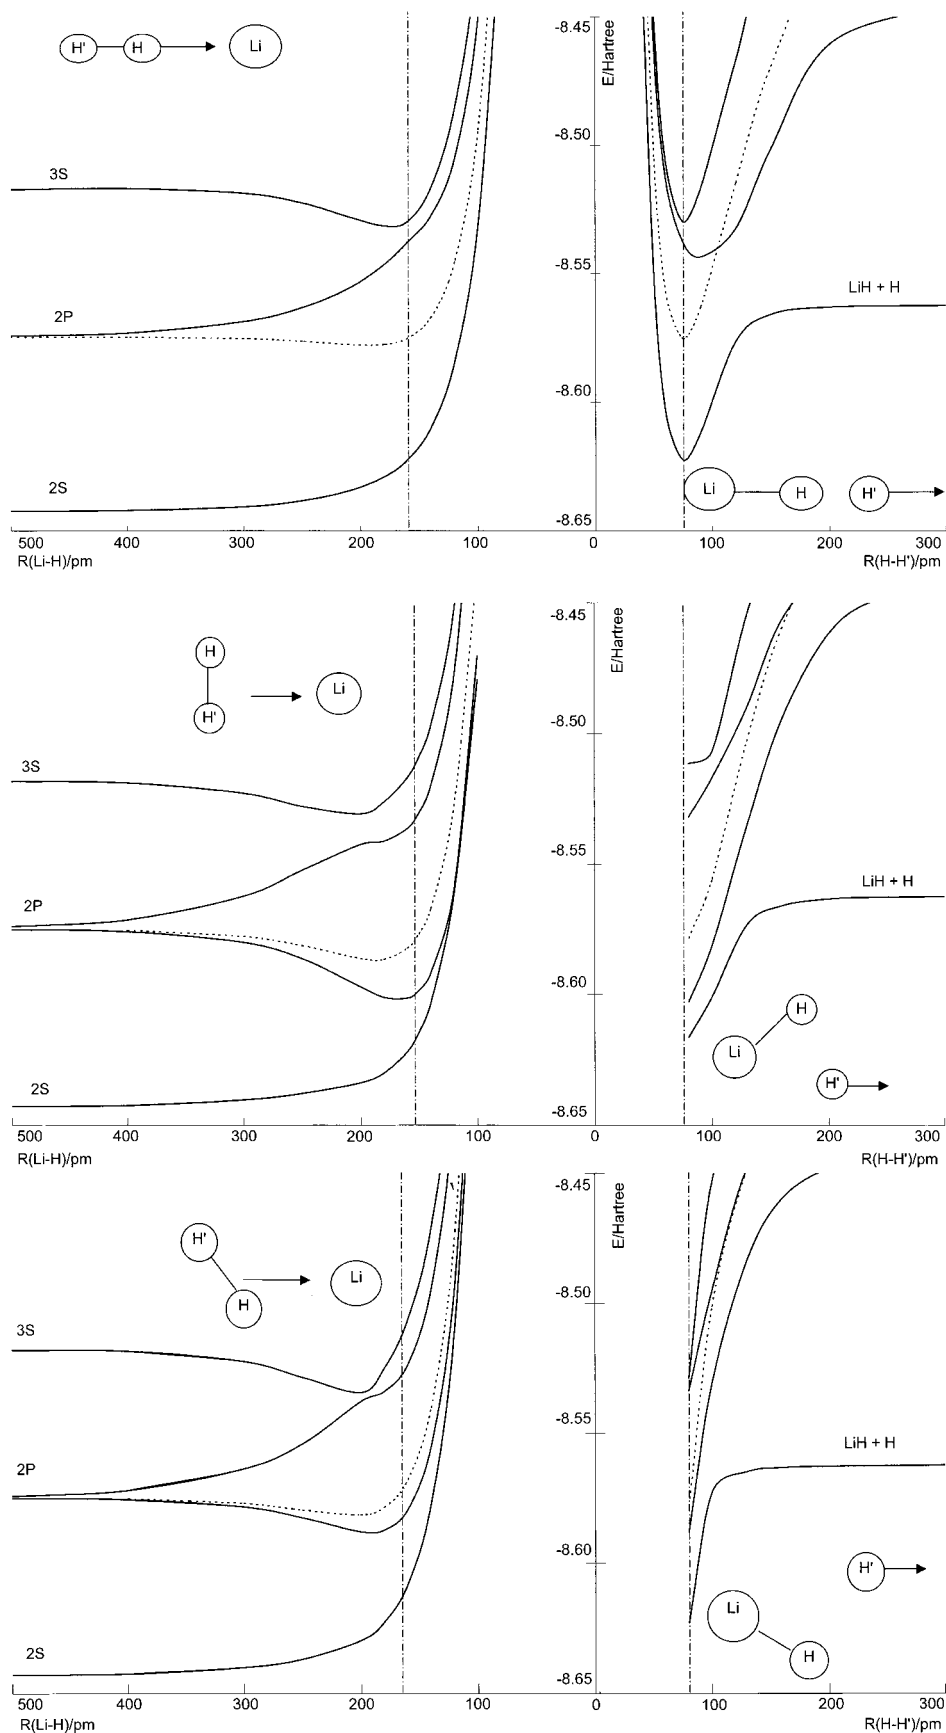 H' H Li
3S
2P
2S
500 400 300 200 100
R(Li-H)/pm
E/Hartree
-8.45
-8.50
-8.55
-8.60
-8.65
LiH + H
Li H H'
0 100 200 300
R(H-H')/pm
H
H'
Li
3S
2P
2S
500 400 300 200 100
R(Li-H)/pm
E/Hartree
-8.45
-8.50
-8.55
-8.60
-8.65
LiH + H
H
Li
H'
0 100 200 300
R(H-H')/pm
H'
H
Li
3S
2P
2S
500 400 300 200 100
R(Li-H)/pm
E/Hartree
-8.45
-8.50
-8.55
-8.60
-8.65
LiH + H
H'
Li
H
0 100 200 300
R(H-H')/pm